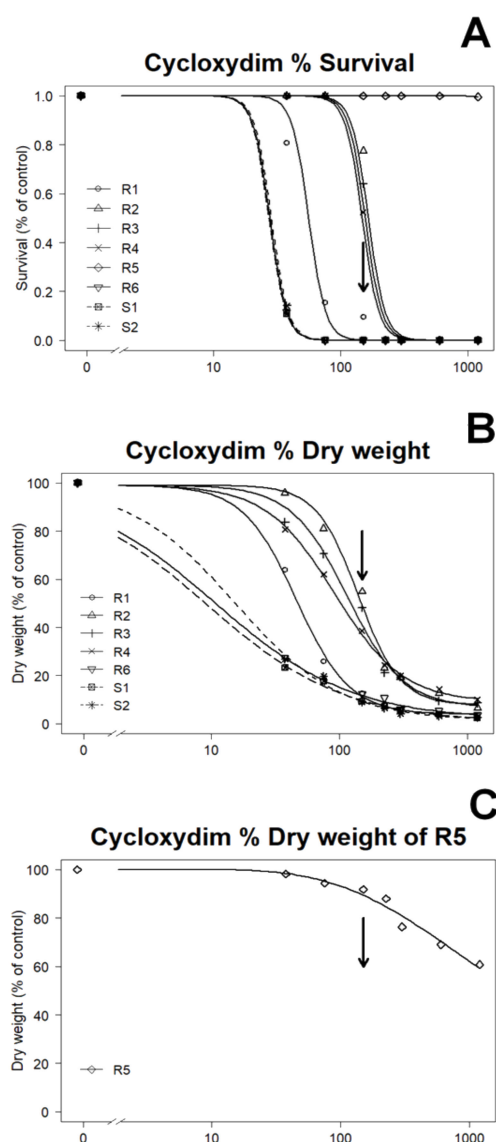 A
Cycloxydim % Survival
Survival (% of control)
1.0
0.8
0.6
0.4
0.2
0.0
R1
R2
R3
R4
R5
R6
S1
S2
0 10 100 1000
B
Cycloxydim % Dry weight
Dry weight (% of control)
100
80
60
40
20
0
R1
R2
R3
R4
R6
S1
S2
0 10 100 1000
C
Cycloxydim % Dry weight of R5
Dry weight (% of control)
100
80
60
40
20
0
R5
0 10 100 1000